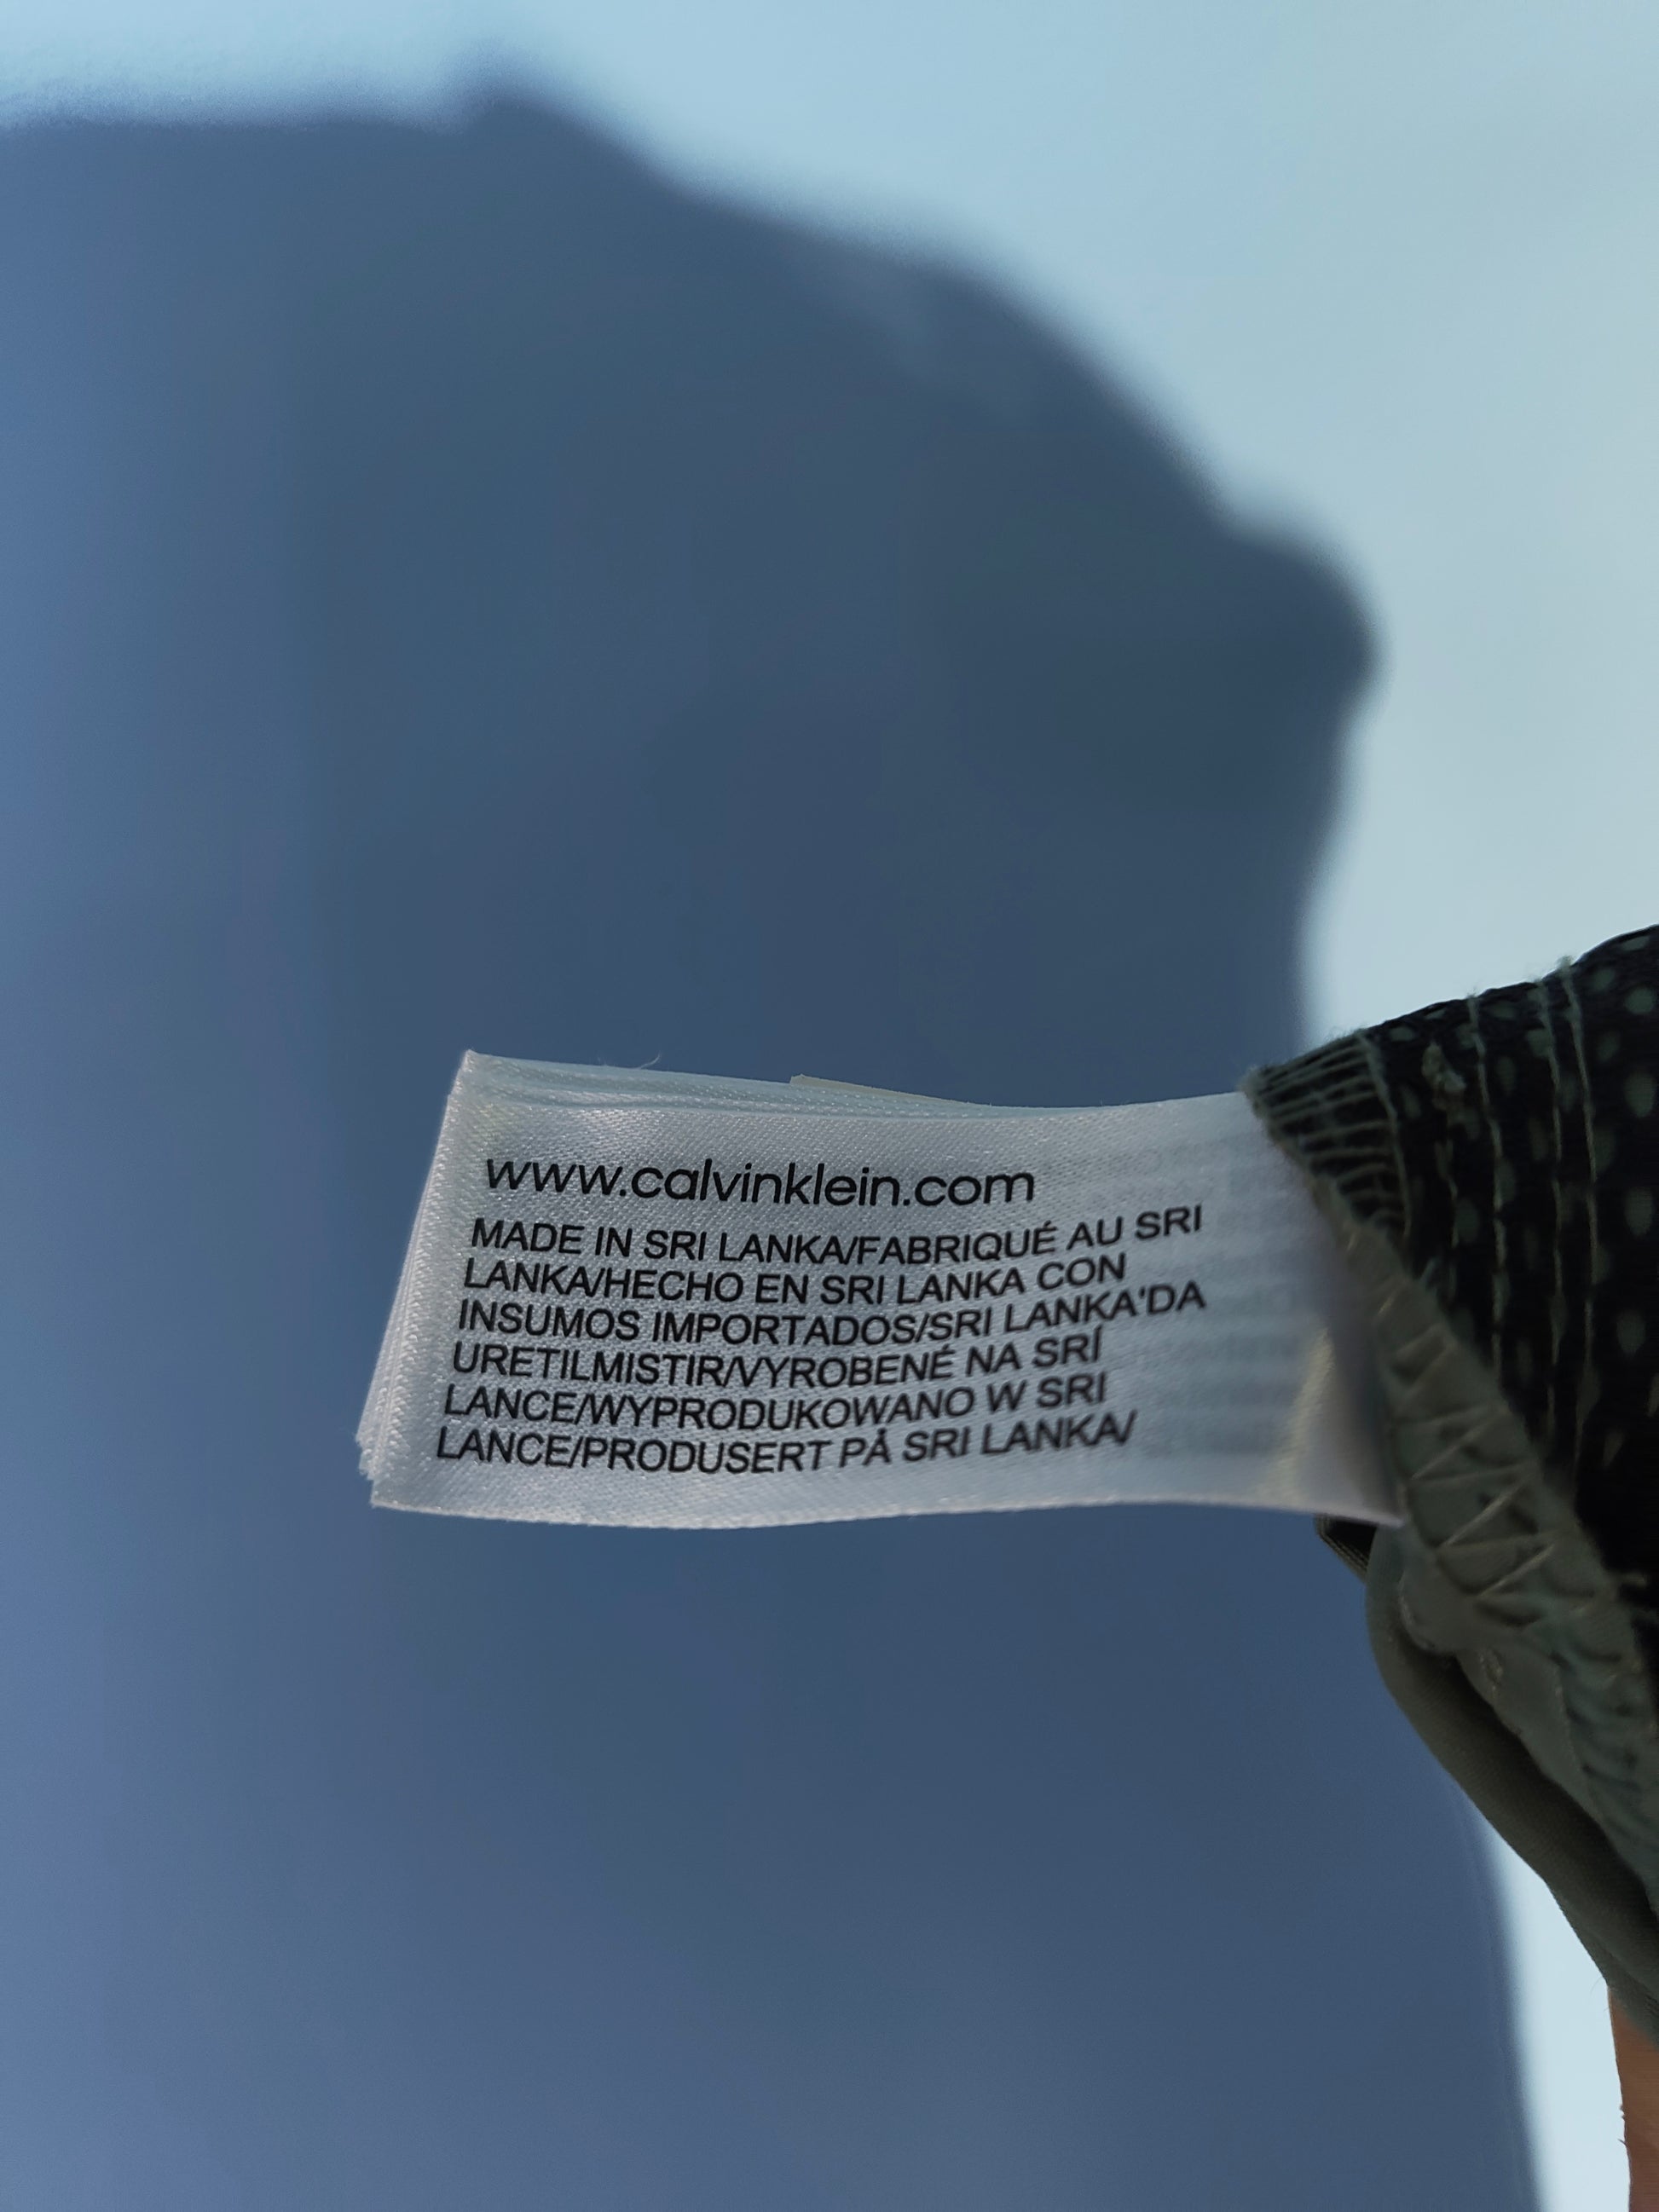 www.calvinklein.com
MADE IN SRI LANKA/FABRIQUÉ AU SRI
LANKA/HECHO EN SRI LANKA CON
INSUMOS IMPORTADOS/SRI LANKA'DA
URETILMISTIR/VYROBENÉ NA SRÍ
LANCE/WYPRODUKOWANO W SRI
LANCE/PRODUSERT PÅ SRI LANKA/